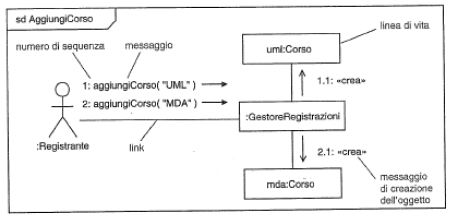 sd AggiungiCorso
linea di vita
numero di sequenza
messaggio
uml:Corso
1: aggiungiCorso( "UML" )
1.1: «crea»
2: aggiungiCorso( "MDA" )
:GestoreRegistrazioni
:Registrante
link
2.1: «crea»
mda:Corso
messaggio
di creazione
dell'oggetto